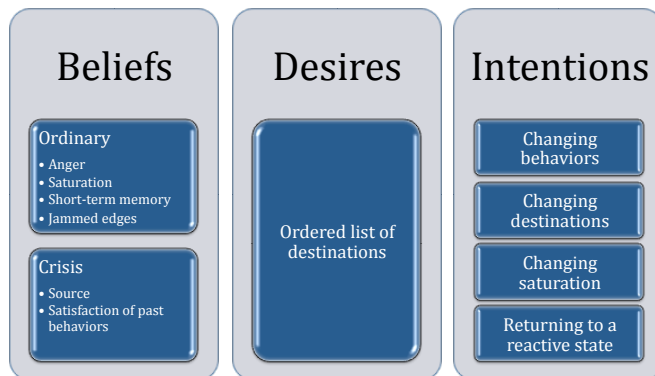 Beliefs
Ordinary
• Anger
• Saturation
• Short-term memory
• Jammed edges
Crisis
• Source
• Satisfaction of past
behaviors
Desires
Ordered list of
destinations
Intentions
Changing
behaviors
Changing
destinations
Changing
saturation
Returning to a
reactive state